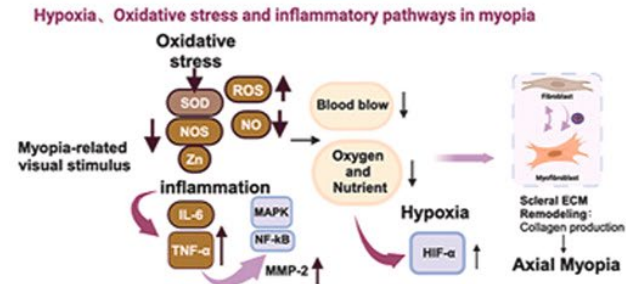 Hypoxia、Oxidative stress and inflammatory pathways in myopia
Oxidative
stress
SOD
NOS
Zn
ROS
NO
Myopia-related
visual stimulus
inflammation
IL-6
TNF-α
MAPK
NF-kB
MMP-2
Blood blow
Oxygen
and
Nutrient
Hypoxia
HIF-α
Fibroblast
Myofibroblast
Scleral ECM
Remodeling：
Collagen production
Axial Myopia